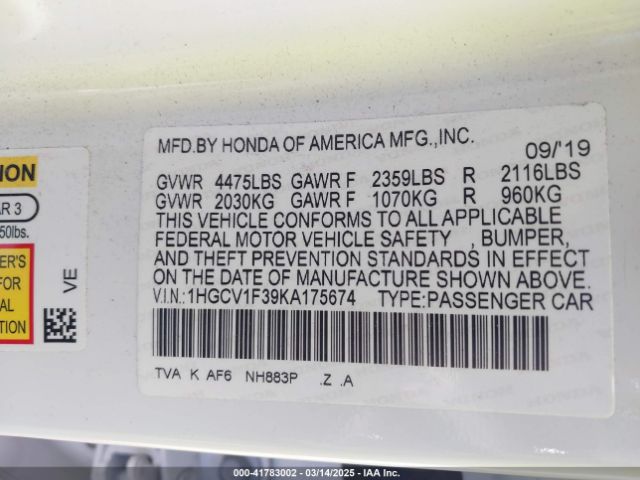 MFD.BY HONDA OF AMERICA MFG.,INC.
09/'19
GVWR 4475LBS GAWR F 2359LBS R 2116LBS
GVWR 2030KG GAWR F 1070KG R 960KG
THIS VEHICLE CONFORMS TO ALL APPLICABLE
FEDERAL MOTOR VEHICLE SAFETY , BUMPER,
AND THEFT PREVENTION STANDARDS IN EFFECT
ON THE DATE OF MANUFACTURE SHOWN ABOVE.
V.I.N.:1HGCV1F39KA175674 TYPE:PASSENGER CAR
TVA K AF6 NH883P .Z .A
AR 3
50lbs.
ER'S
FOR
AL
TION
VE
000-41783002 - 03/14/2025 - IAA Inc.